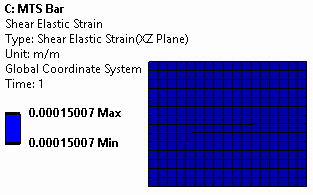 C: MTS Bar
Shear Elastic Strain
Type: Shear Elastic Strain(XZ Plane)
Unit: m/m
Global Coordinate System
Time: 1
0.00015007 Max
0.00015007 Min